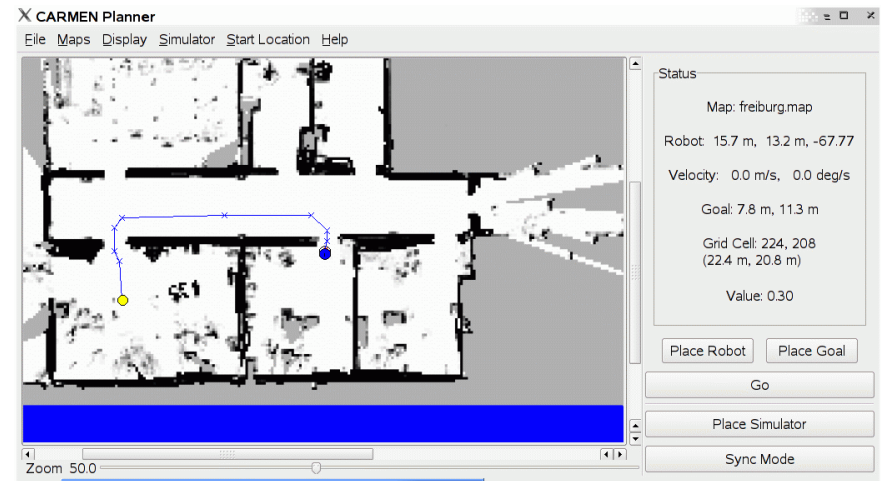 X CARMEN Planner
File Maps Display Simulator Start Location Help
Status
Map: freiburg.map
Robot: 15.7 m, 13.2 m, -67.77
Velocity: 0.0 m/s, 0.0 deg/s
Goal: 7.8 m, 11.3 m
Grid Cell: 224, 208
(22.4 m, 20.8 m)
Value: 0.30
Place Robot Place Goal
Go
Place Simulator
Sync Mode
Zoom 50.0